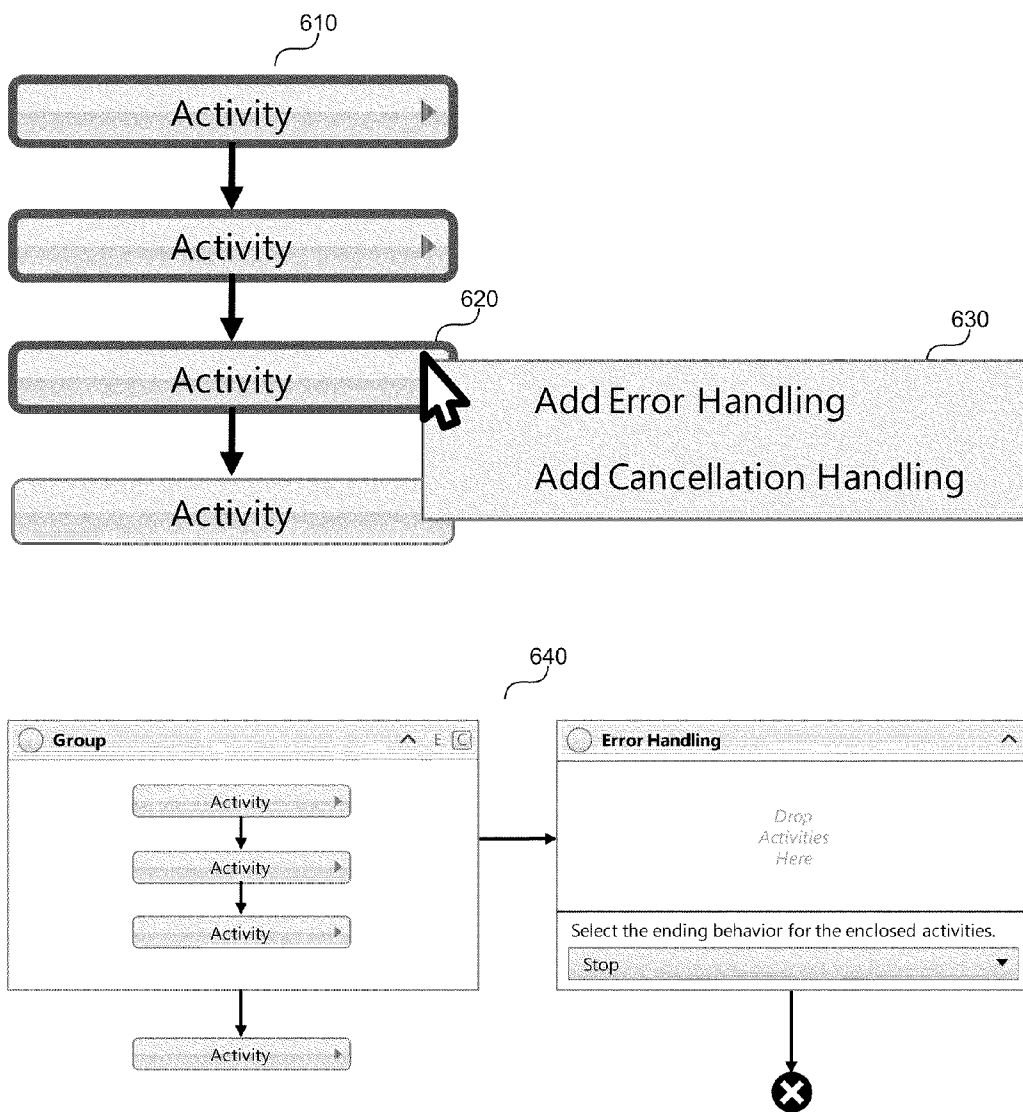 610
Activity
Activity
620
630
Activity
Add Error Handling
Add Cancellation Handling
Activity
640
Group E C
Error Handling
Activity
Activity
Activity
Drop
Activities
Here
Select the ending behavior for the enclosed activities.
Stop
Activity